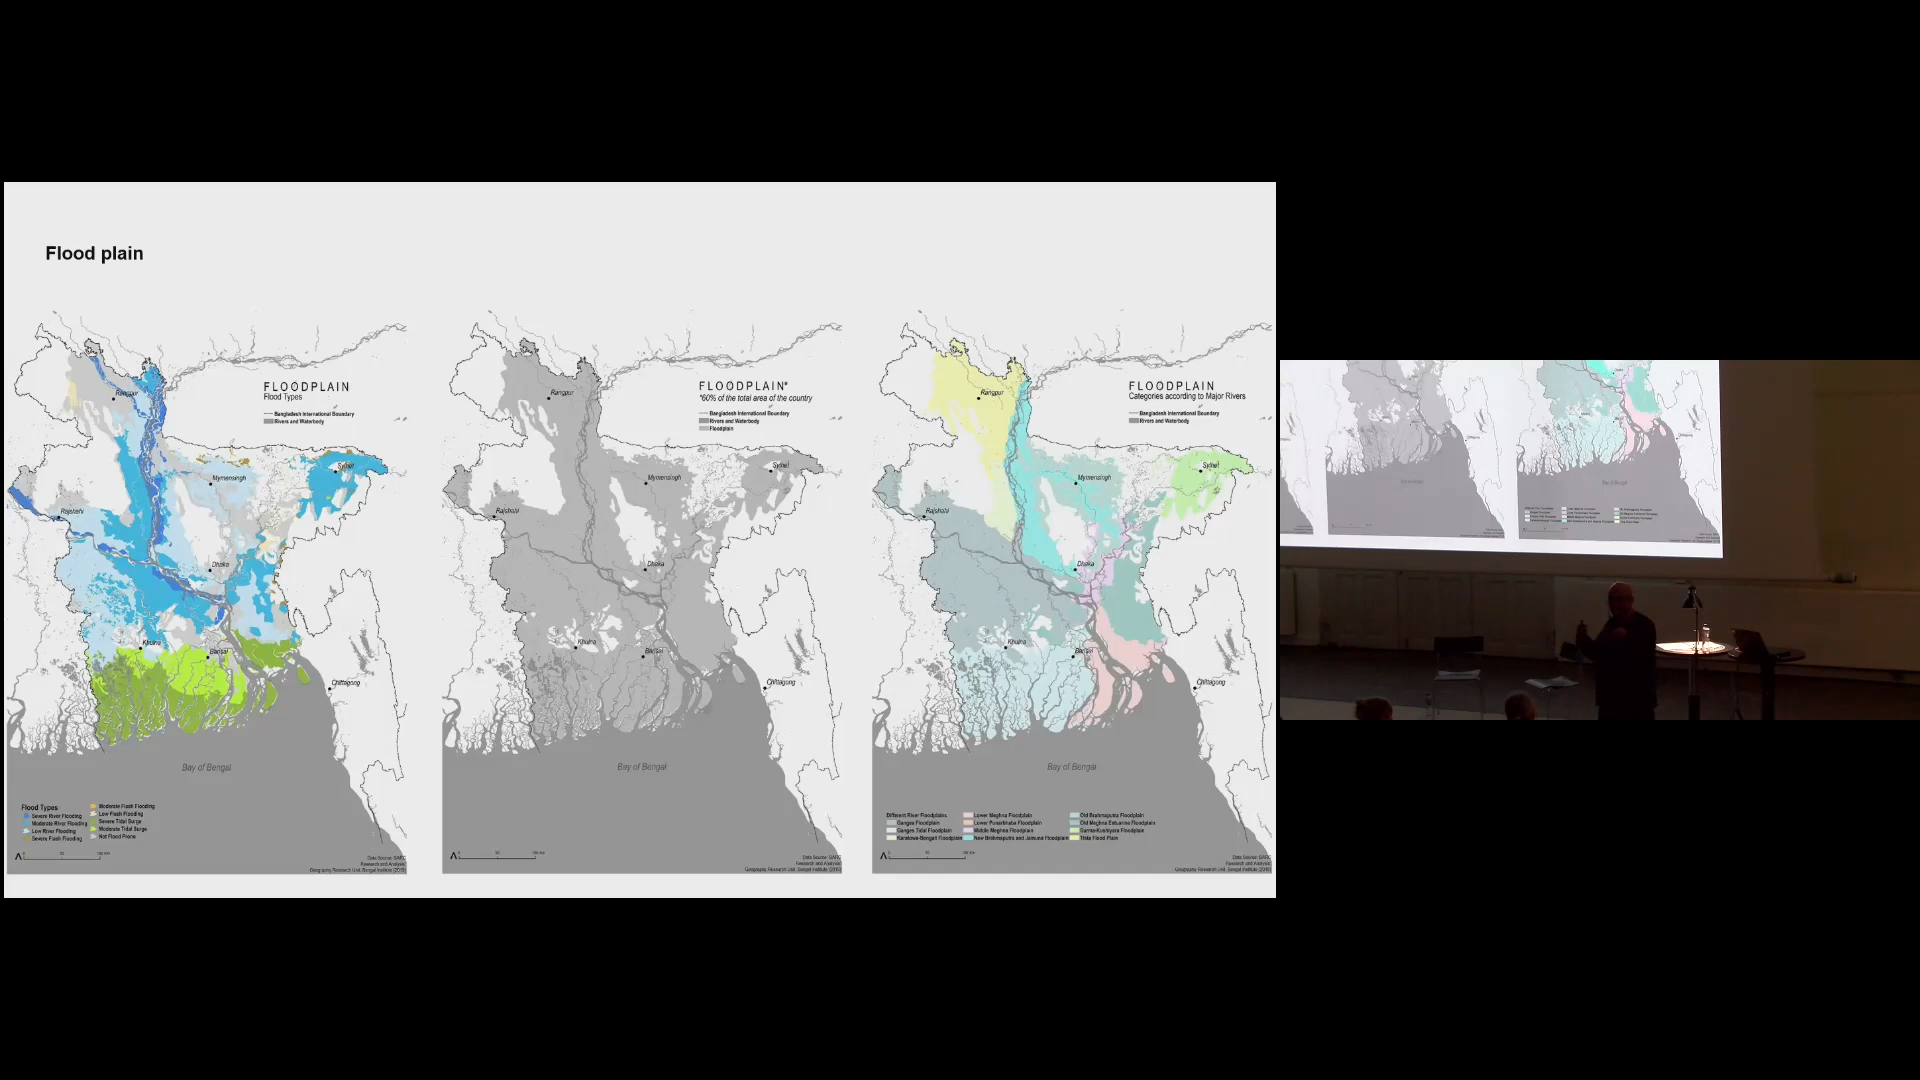 Flood plain
FLOODPLAIN
Flood Types
Bangladesh International Boundary
Rivers and Waterbody
Rangpur
Sylhet
Mymensingh
Rajshahi
Dhaka
Khulna
Barisal
Chittagong
Bay of Bengal
Flood Types
Severe River Flooding
Moderate River Flooding
Low River Flooding
Severe Flash Flooding
Moderate Flash Flooding
Low Flash Flooding
Severe Tidal Surge
Moderate Tidal Surge
Not Flood Prone
Data Source: BARC
Research and Analysis:
Geography Research Unit, Bengal Institute (2015)
FLOODPLAIN*
*60% of the total area of the country
Bangladesh International Boundary
Rivers and Waterbody
Floodplain
Rangpur
Sylhet
Mymensingh
Rajshahi
Dhaka
Khulna
Barisal
Chittagong
Bay of Bengal
Data Source: BARC
Research and Analysis:
Geography Research Unit, Bengal Institute (2015)
FLOODPLAIN
Categories according to Major Rivers
Bangladesh International Boundary
Rivers and Waterbody
Rangpur
Sylhet
Mymensingh
Rajshahi
Dhaka
Khulna
Barisal
Chittagong
Bay of Bengal
Different River Floodplains
Ganges Floodplain
Ganges Tidal Floodplain
Karatowa-Bangali Floodplain
Lower Meghna Floodplain
Lower Punarbhaba Floodplain
Middle Meghna Floodplain
New Brahmaputra and Jamuna Floodplain
Old Brahmaputra Floodplain
Old Meghna Estuarine Floodplain
Surma-Kushiyara Floodplain
Tista Flood Plain
Data Source: BARC
Research and Analysis:
Geography Research Unit, Bengal Institute (2015)